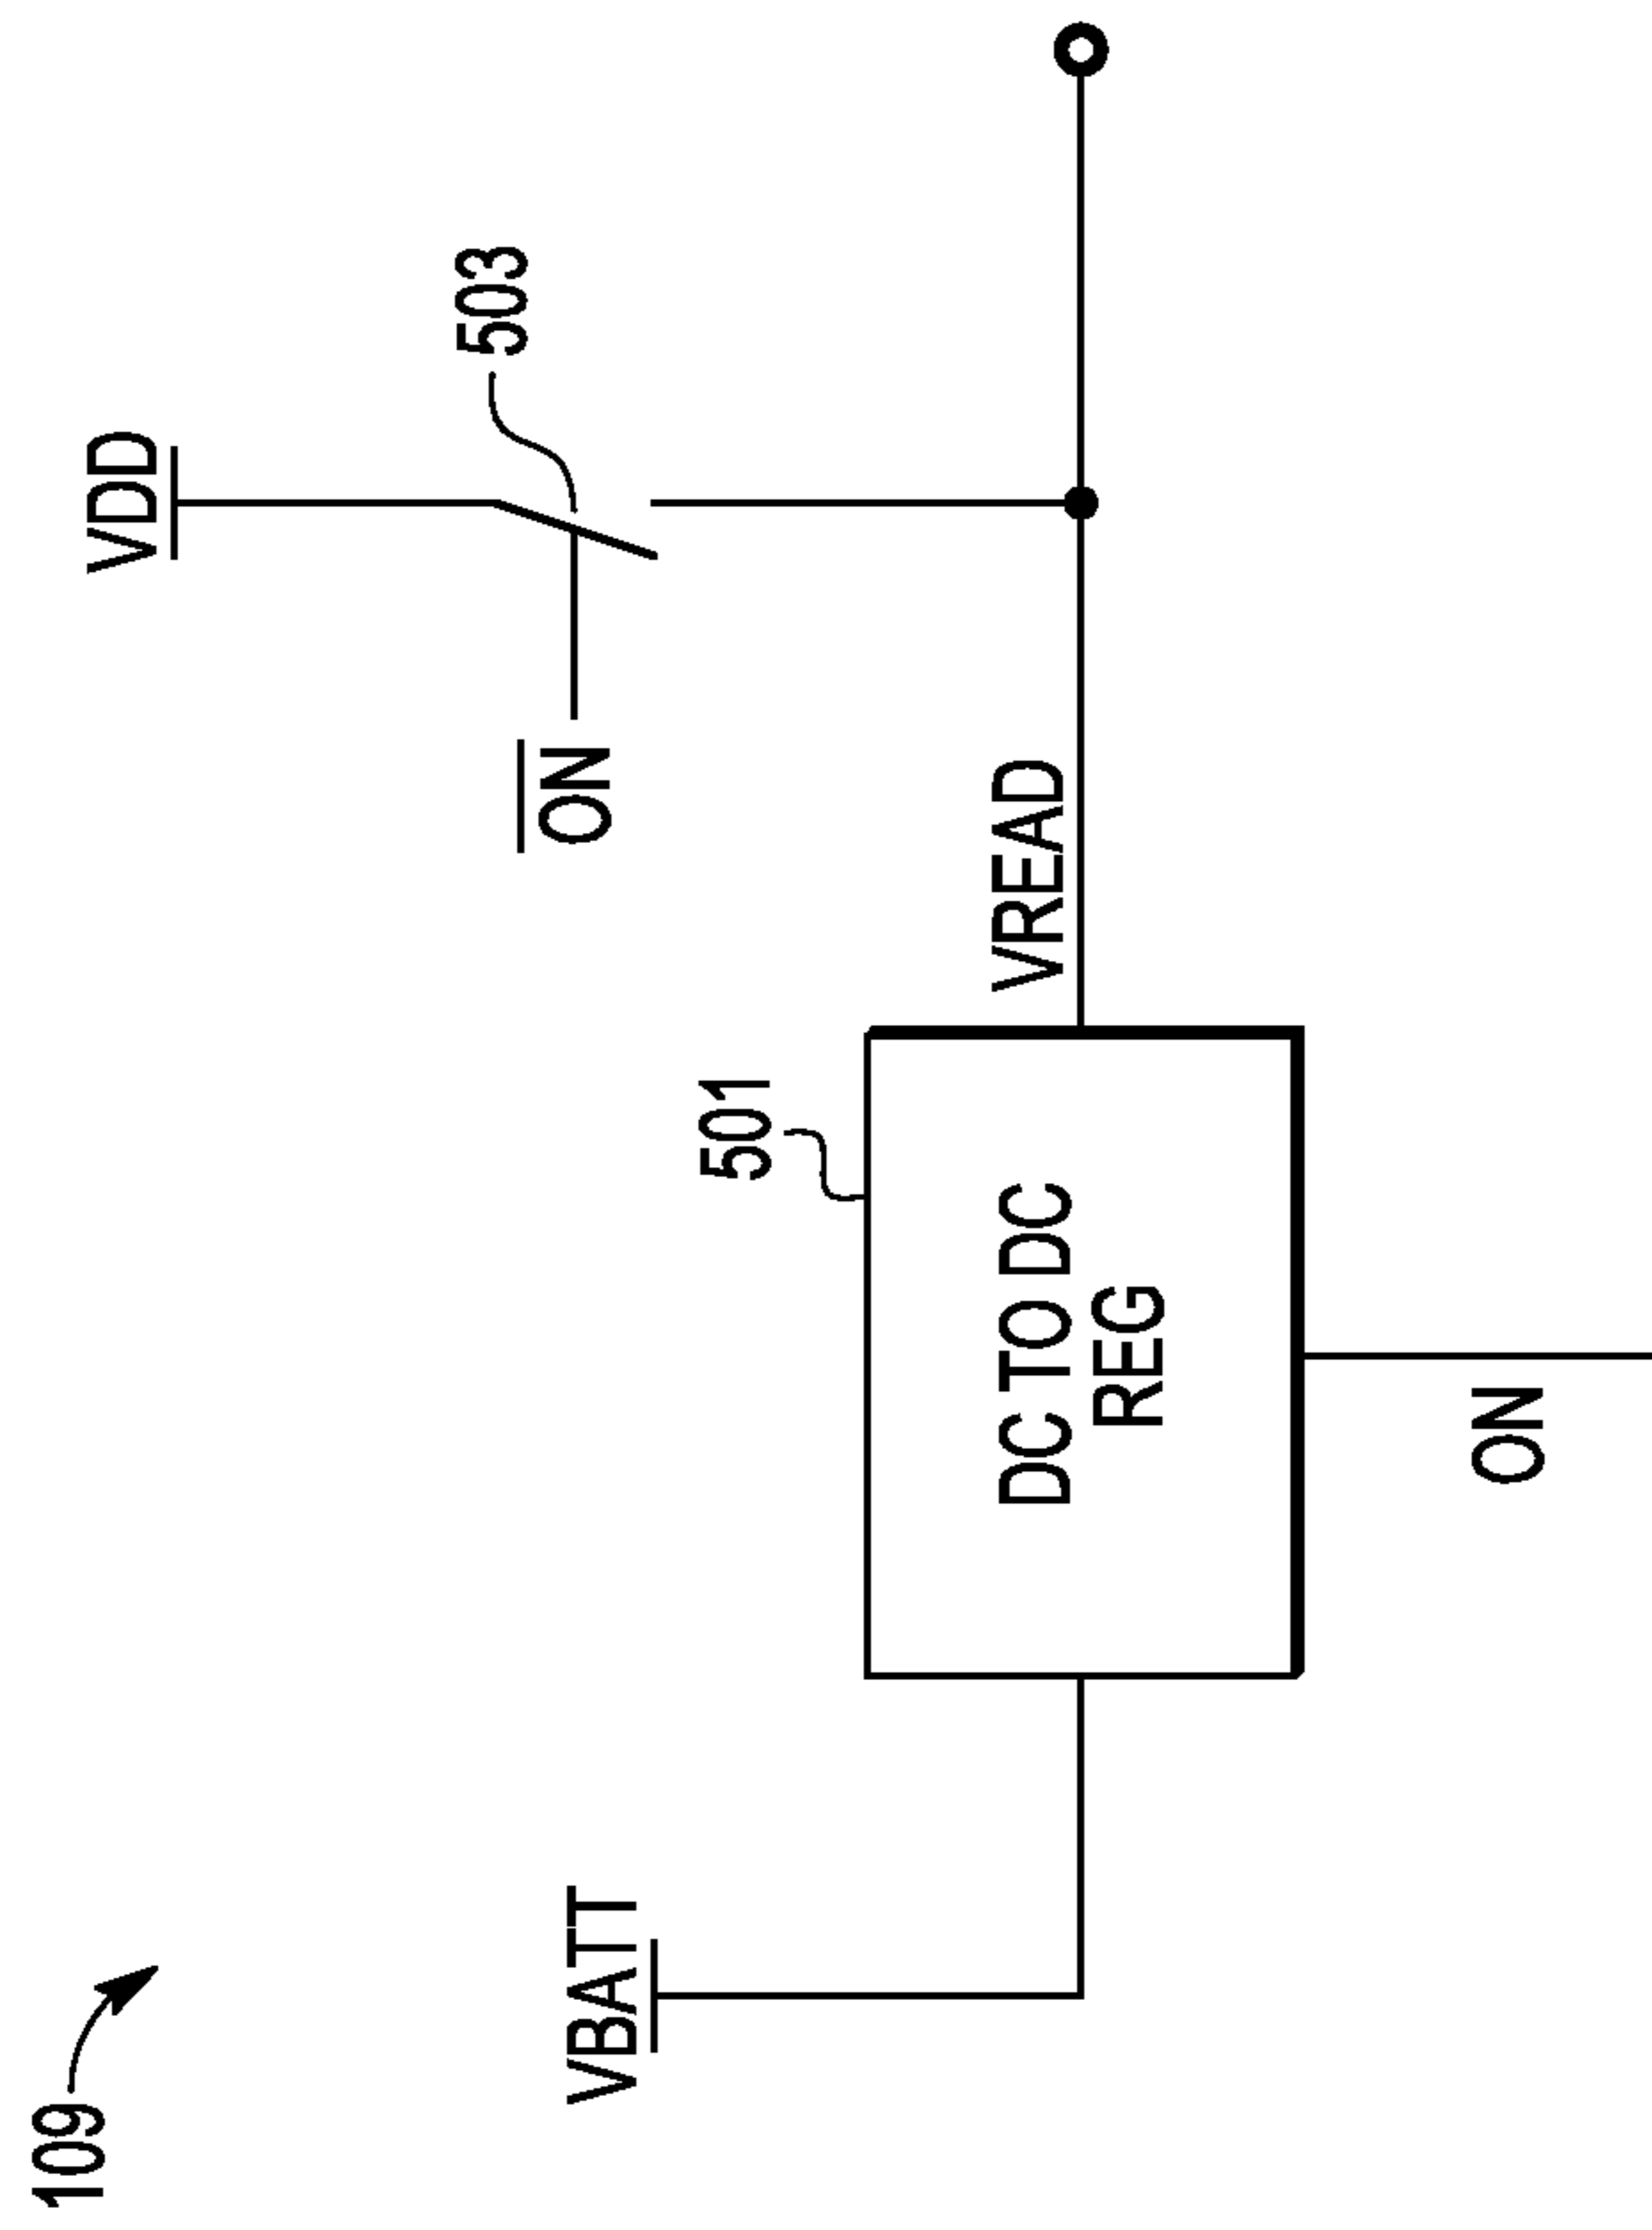 109
VDD
503
ON
VBATT
501
VREAD
DC TO DC
REG
ON